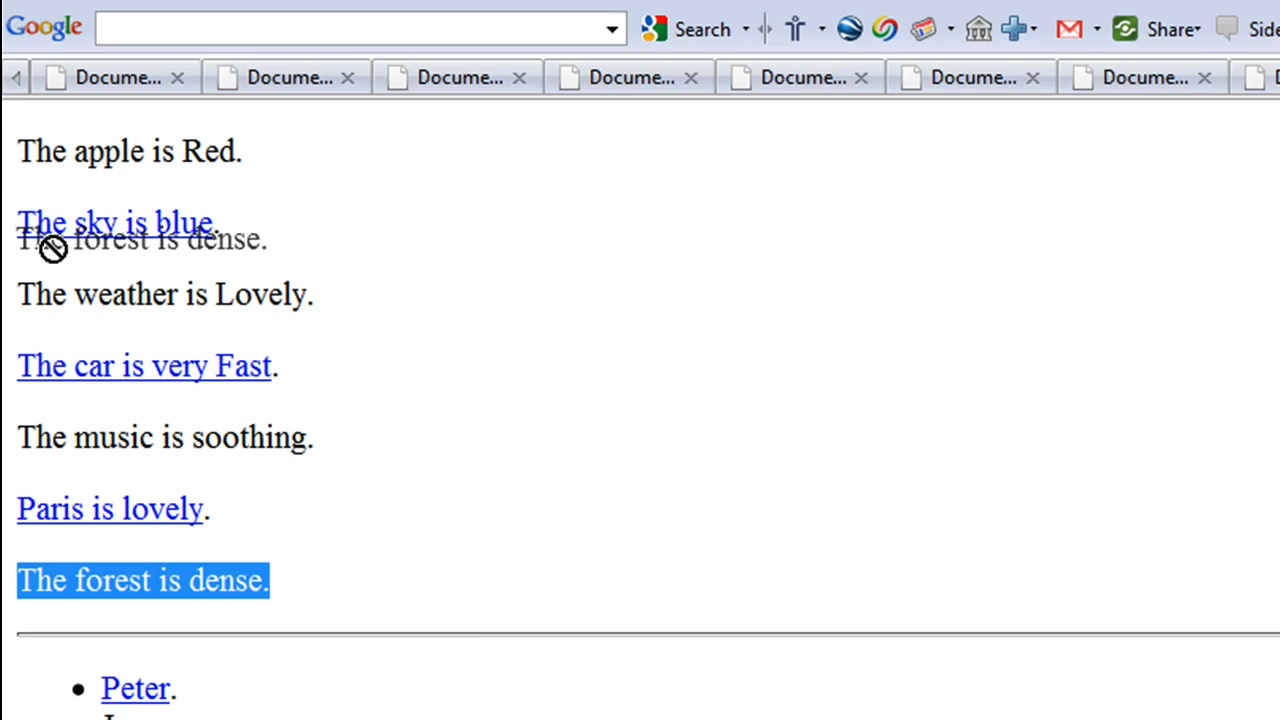 Google Search Share Side
Docume... Docume... Docume... Docume... Docume... Docume... Docume...
The apple is Red.
The sky is blue.
The forest is dense.
The weather is Lovely.
The car is very Fast.
The music is soothing.
Paris is lovely.
The forest is dense.
Peter.